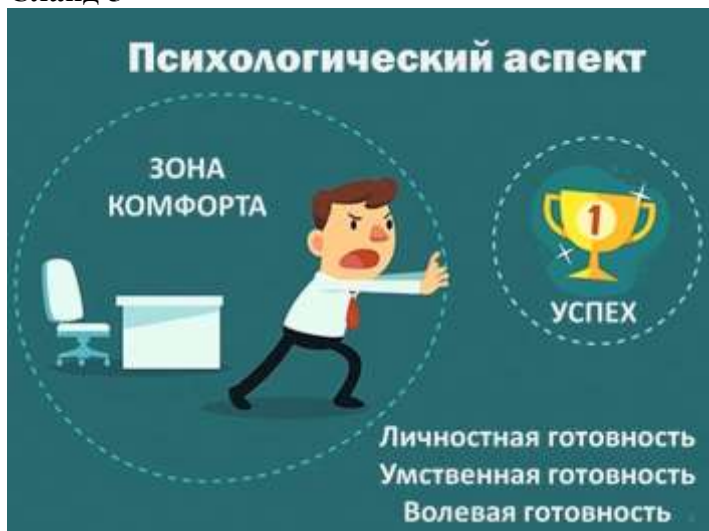 Психологический аспект
ЗОНА
КОМФОРТА
1
УСПЕХ
Личностная готовность
Умственная готовность
Волевая готовность